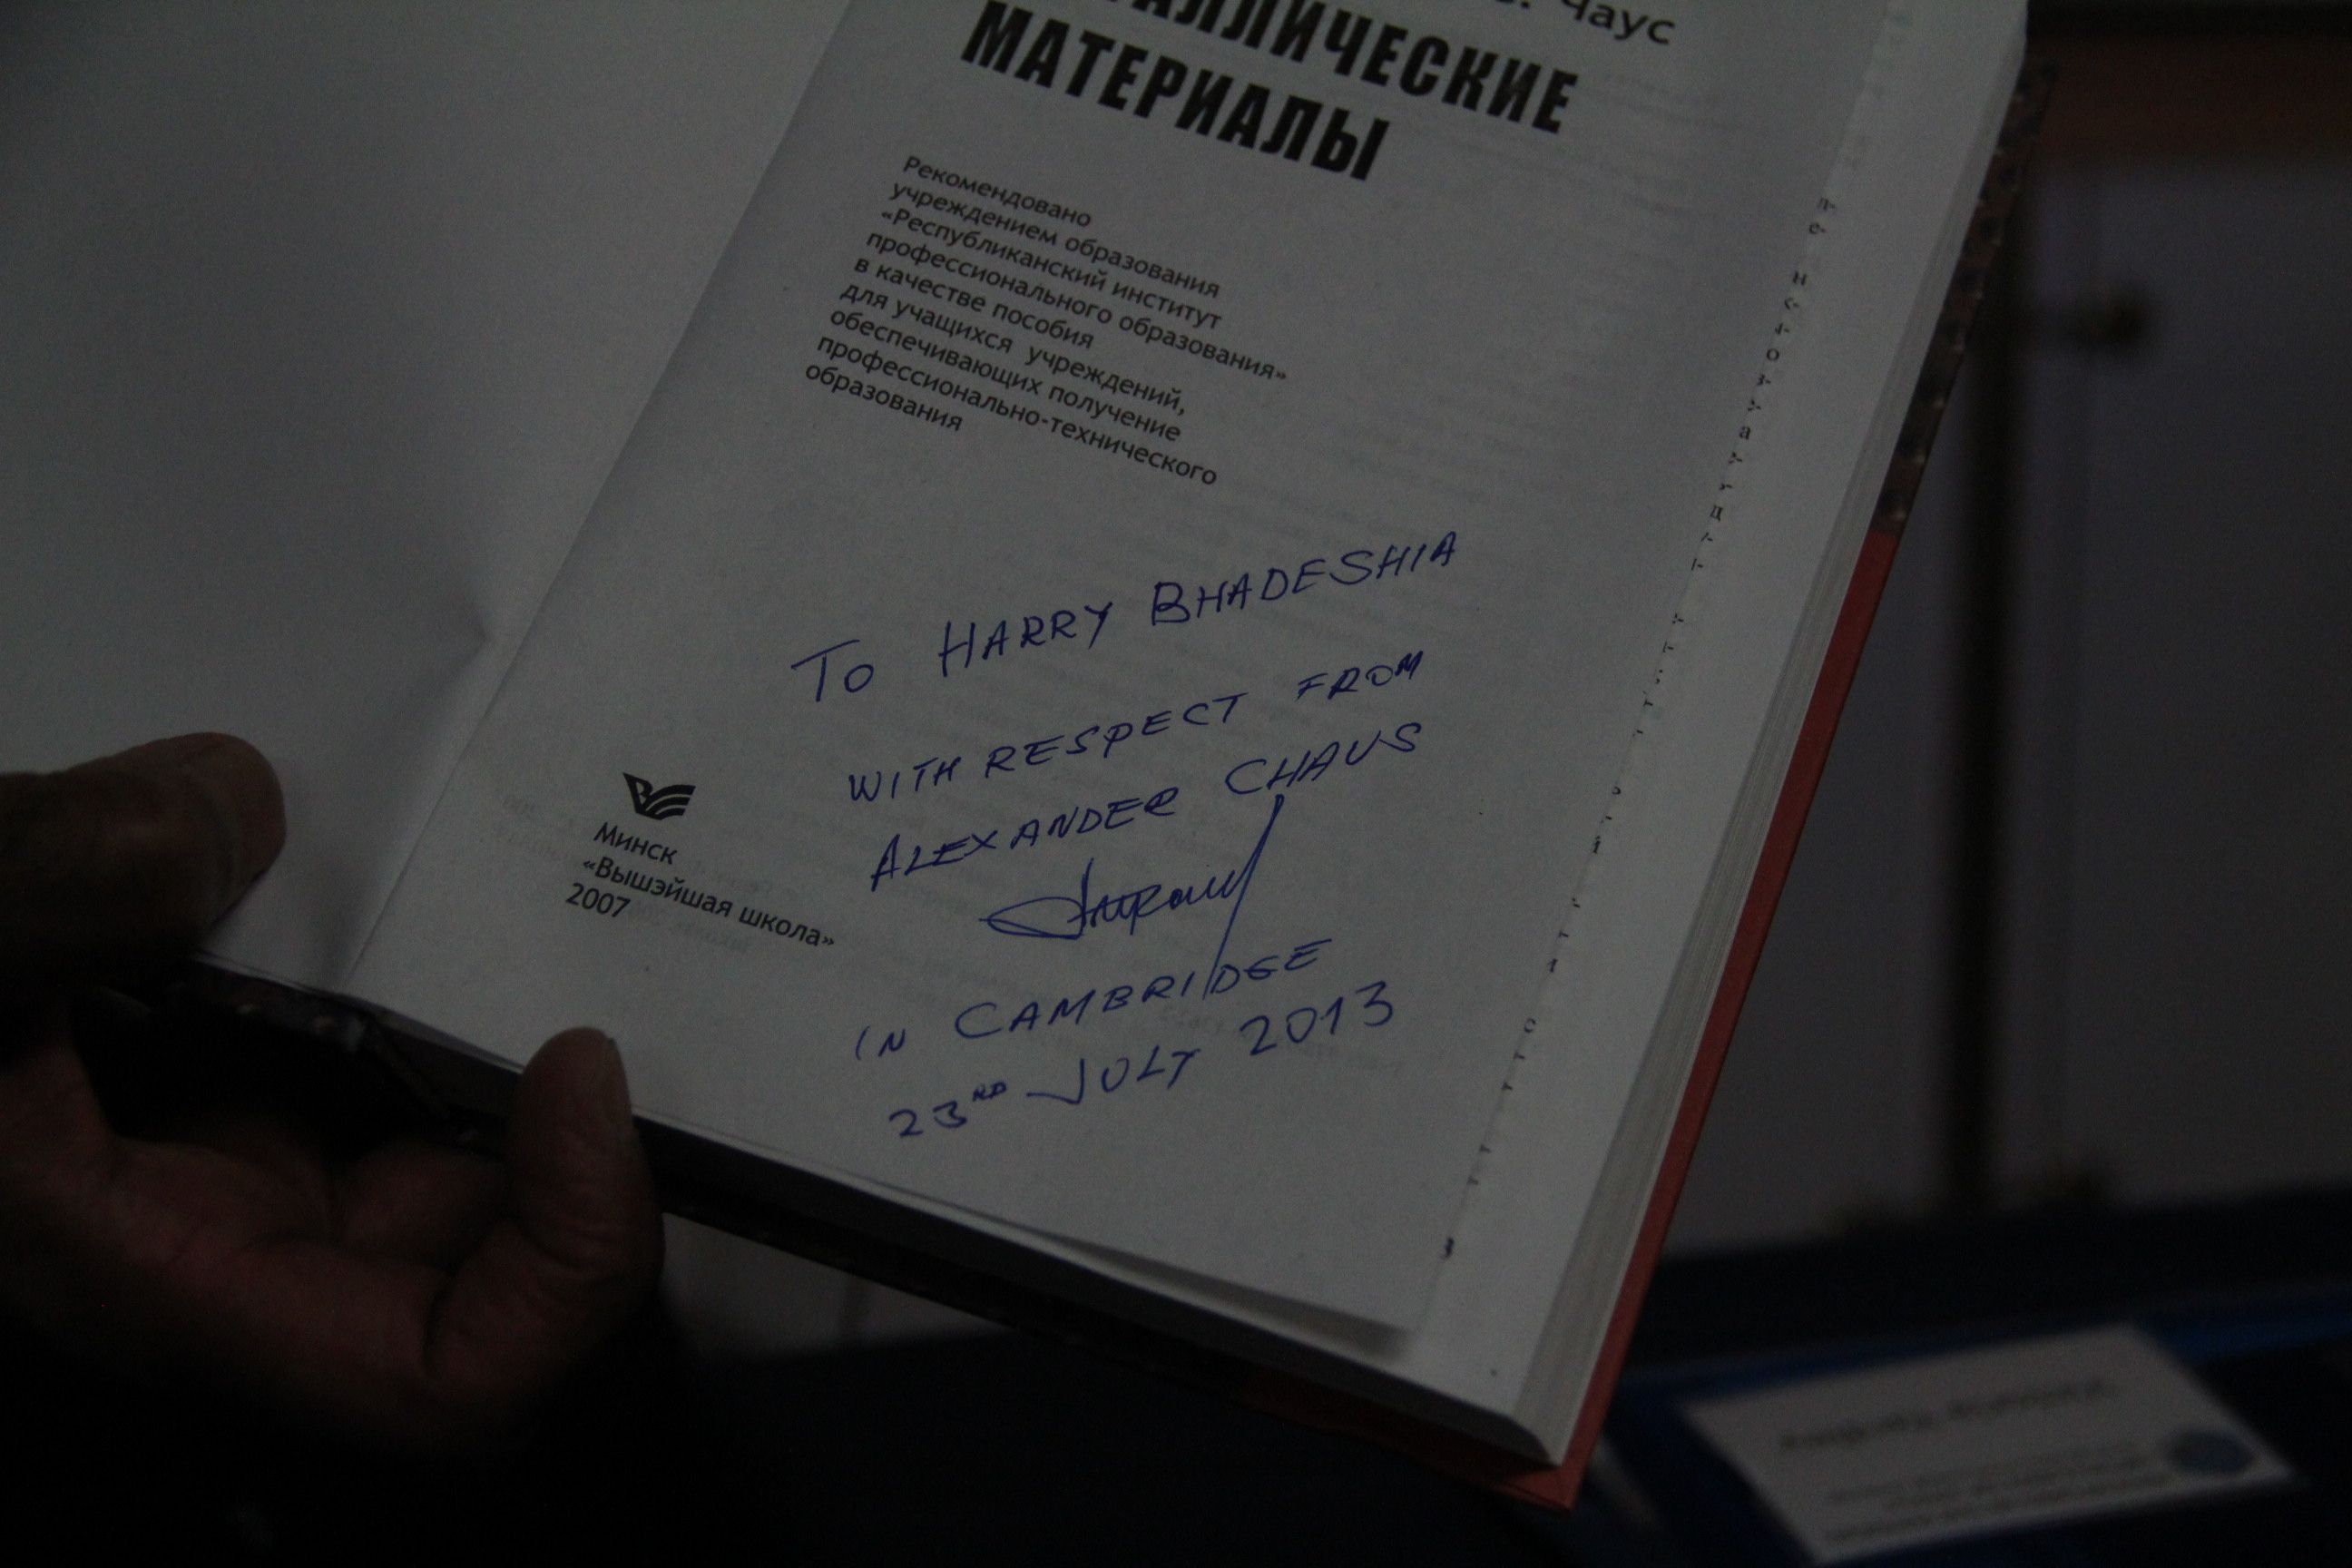 Чаус
МАТЕРИАЛЫ
Рекомендовано
учреждением образования
«Республиканский институт
профессионального образования»
в качестве пособия
для учащихся учреждений,
обеспечивающих получение
профессионально-технического
образования
TO HARRY BHADESHIA
WITH RESPECT FROM
ALEXANDER CHAUS
IN CAMBRIDGE
23RD JULY 2013
Минск
«Вышэйшая школа»
2007